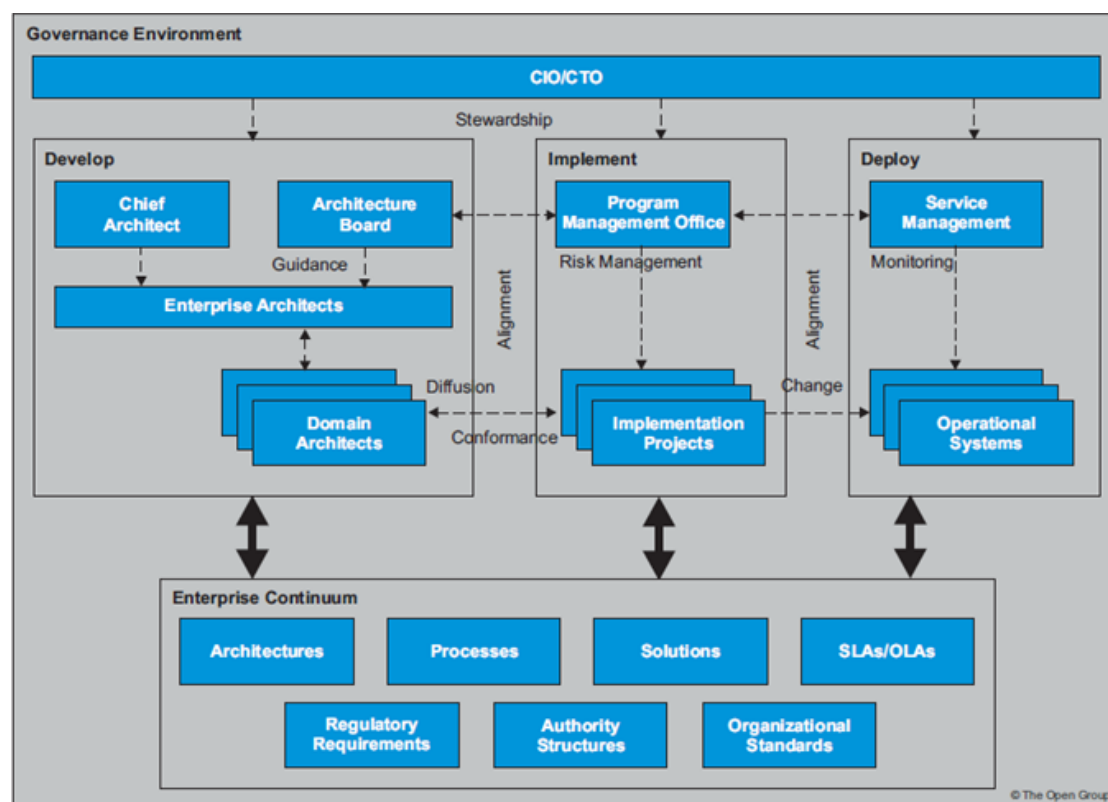 Governance Environment
CIO/CTO
Stewardship
Develop
Chief
Architect
Architecture
Board
Guidance
Enterprise Architects
Domain
Architects
Diffusion
Conformance
Alignment
Implement
Program
Management Office
Risk Management
Implementation
Projects
Alignment
Change
Deploy
Service
Management
Monitoring
Operational
Systems
Enterprise Continuum
Architectures
Processes
Solutions
SLAs/OLAs
Regulatory
Requirements
Authority
Structures
Organizational
Standards
© The Open Group